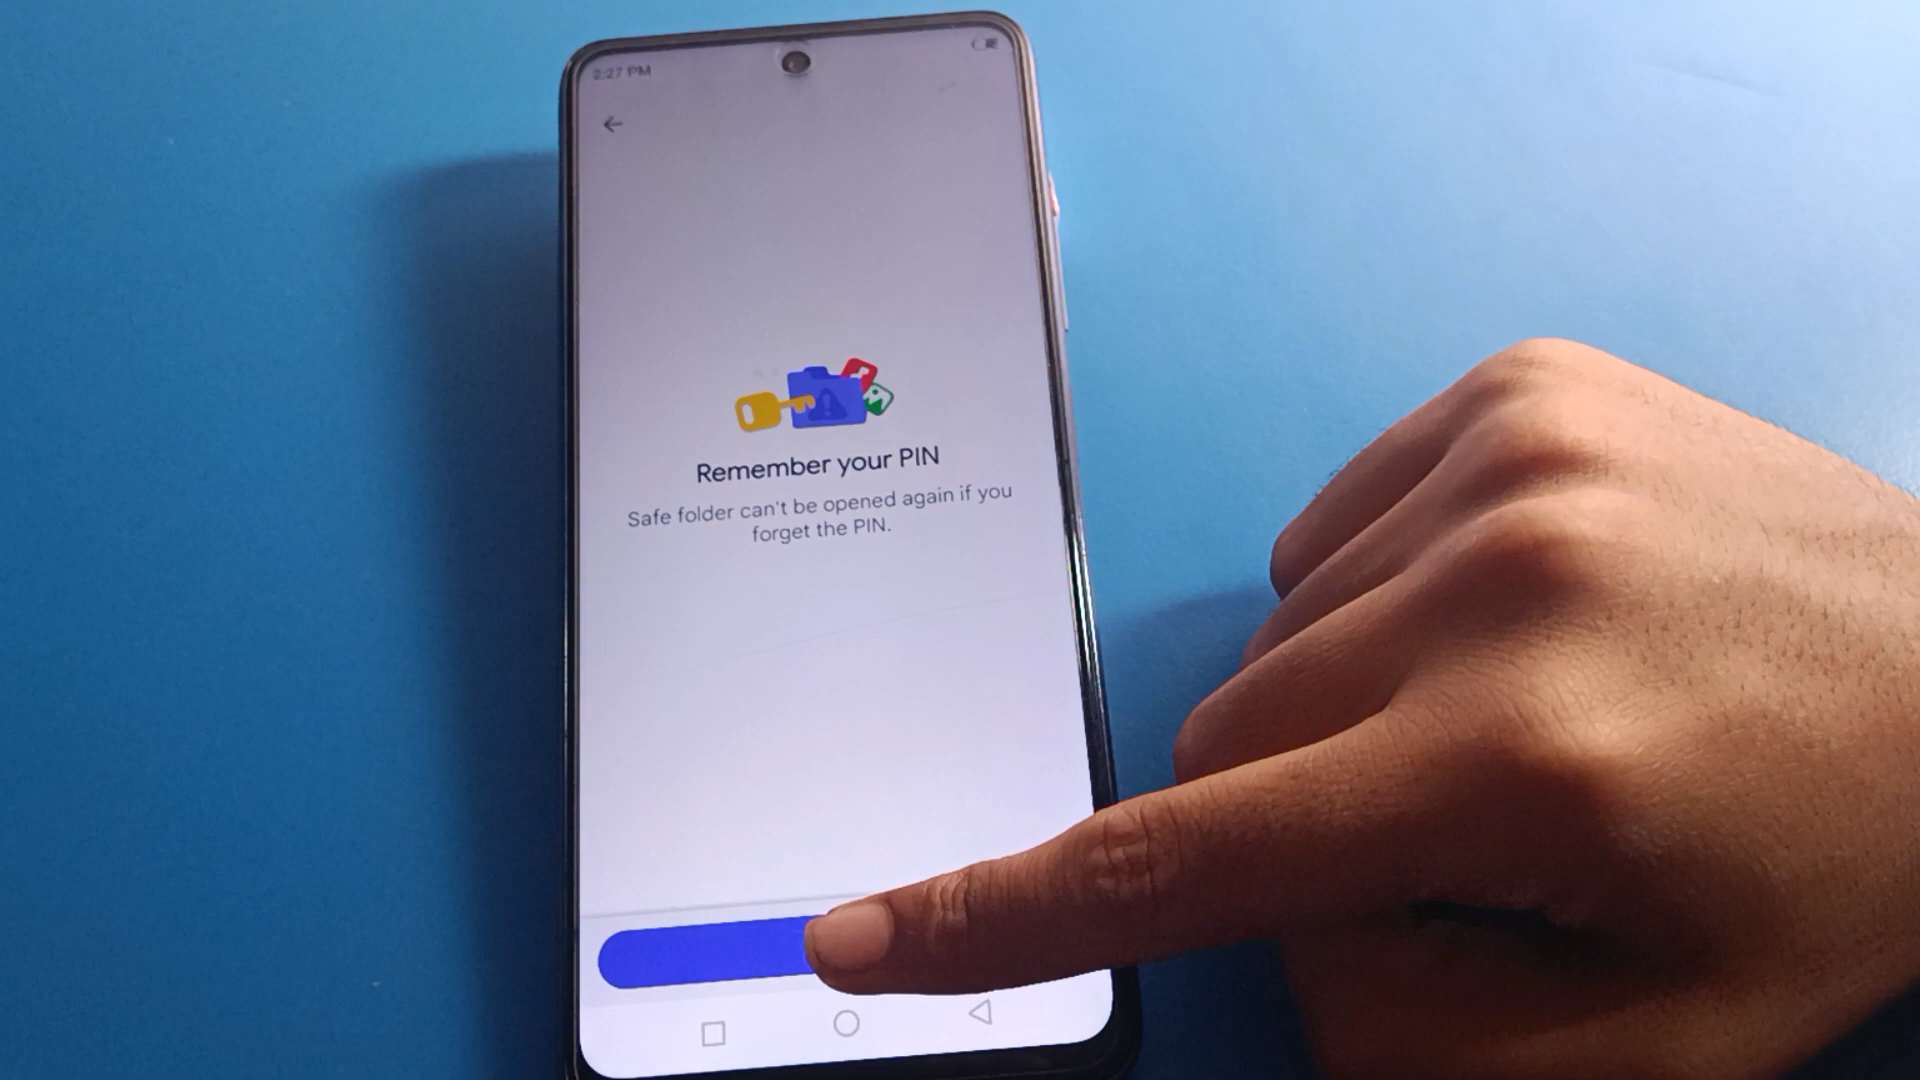 2:27 PM
Remember your PIN
Safe folder can't be opened again if you
forget the PIN.